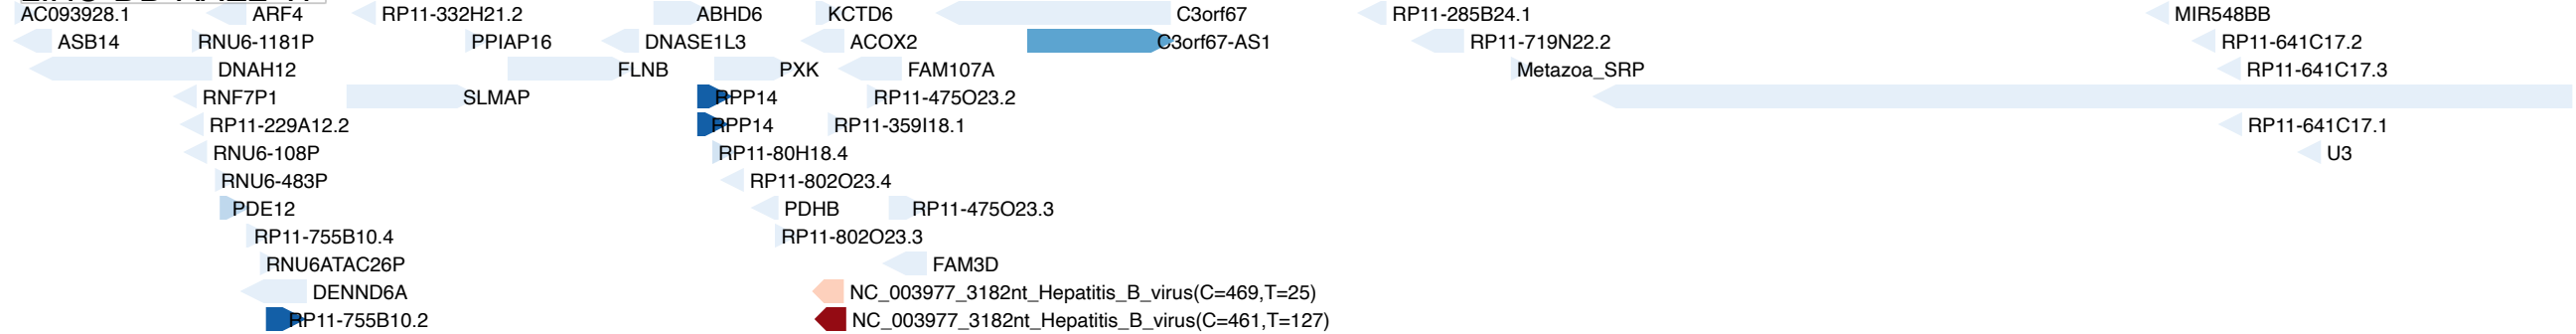 AC093928.1 ARF4 RP11-332H21.2 ABHD6 KCTD6 C3orf67 RP11-285B24.1 MIR548BB
ASB14 RNU6-1181P PPIAP16 DNASE1L3 ACOX2 C3orf67-AS1 RP11-719N22.2 RP11-641C17.2
DNAH12 FLNB PXK FAM107A Metazoa_SRP RP11-641C17.3
RNF7P1 SLMAP RPP14 RP11-475O23.2
RP11-229A12.2 RPP14 RP11-359I18.1 RP11-641C17.1
RNU6-108P RP11-80H18.4 U3
RNU6-483P RP11-802O23.4
PDE12 PDHB RP11-475O23.3
RP11-755B10.4 RP11-802O23.3
RNU6ATAC26P FAM3D
DENND6A NC_003977_3182nt_Hepatitis_B_virus(C=469,T=25)
RP11-755B10.2 NC_003977_3182nt_Hepatitis_B_virus(C=461,T=127)